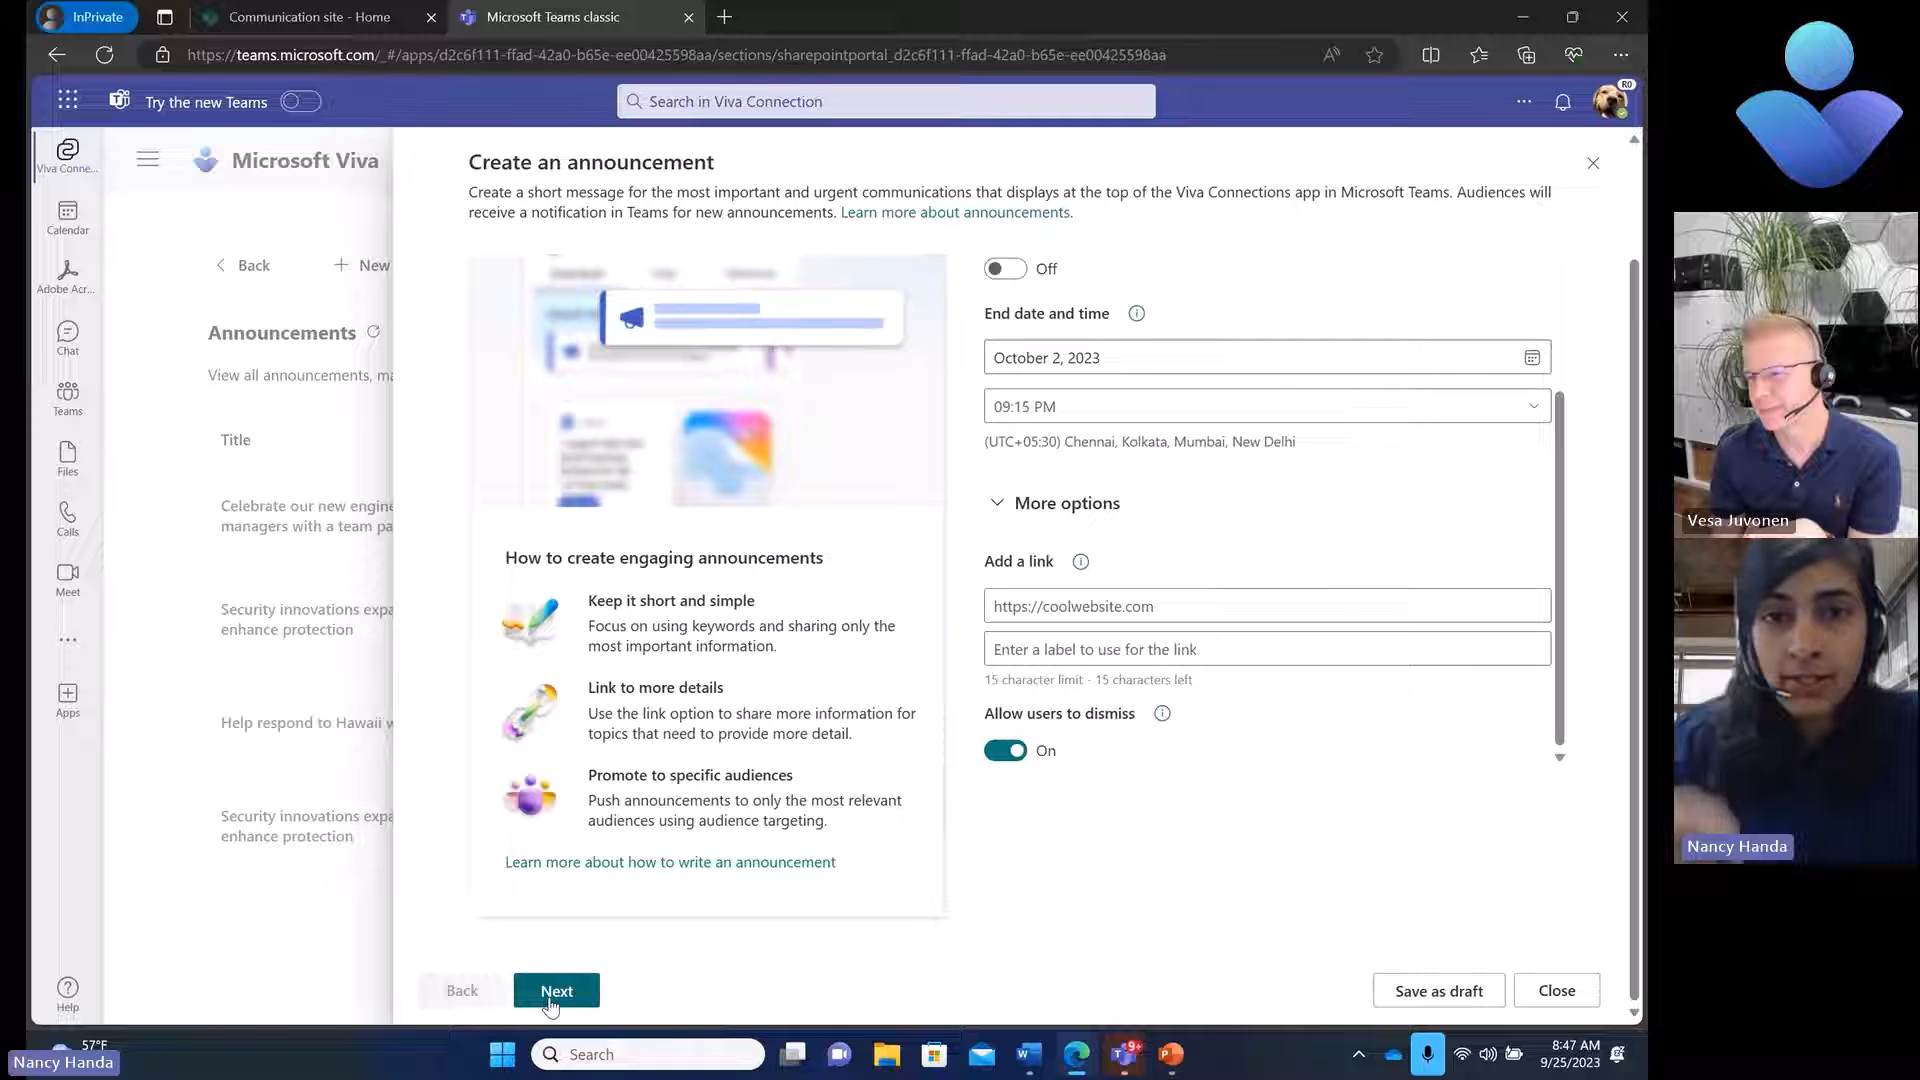 InPrivate
Communication site - Home
Microsoft Teams classic
https://teams.microsoft.com/_#/apps/d2c6f111-ffad-42a0-b65e-ee00425598aa/sections/sharepointportal_d2c6f111-ffad-42a0-b65e-ee00425598aa
Try the new Teams
Search in Viva Connection
RO
Viva Conne...
Calendar
Adobe Acr...
Chat
Teams
Files
Calls
Meet
Apps
Help
Microsoft Viva
Back
New
Announcements
View all announcements, ma
Title
Celebrate our new engine
managers with a team pa
Security innovations expa
enhance protection
Help respond to Hawaii w
Security innovations expa
enhance protection
Create an announcement
Create a short message for the most important and urgent communications that displays at the top of the Viva Connections app in Microsoft Teams. Audiences will
receive a notification in Teams for new announcements. Learn more about announcements.
How to create engaging announcements
Keep it short and simple
Focus on using keywords and sharing only the
most important information.
Link to more details
Use the link option to share more information for
topics that need to provide more detail.
Promote to specific audiences
Push announcements to only the most relevant
audiences using audience targeting.
Learn more about how to write an announcement
Off
End date and time
October 2, 2023
09:15 PM
(UTC+05:30) Chennai, Kolkata, Mumbai, New Delhi
More options
Add a link
https://coolwebsite.com
Enter a label to use for the link
15 character limit - 15 characters left
Allow users to dismiss
On
Back
Next
Save as draft
Close
Vesa Juvonen
Nancy Handa
57°F
Nancy Handa
Search
9+
8:47 AM
9/25/2023